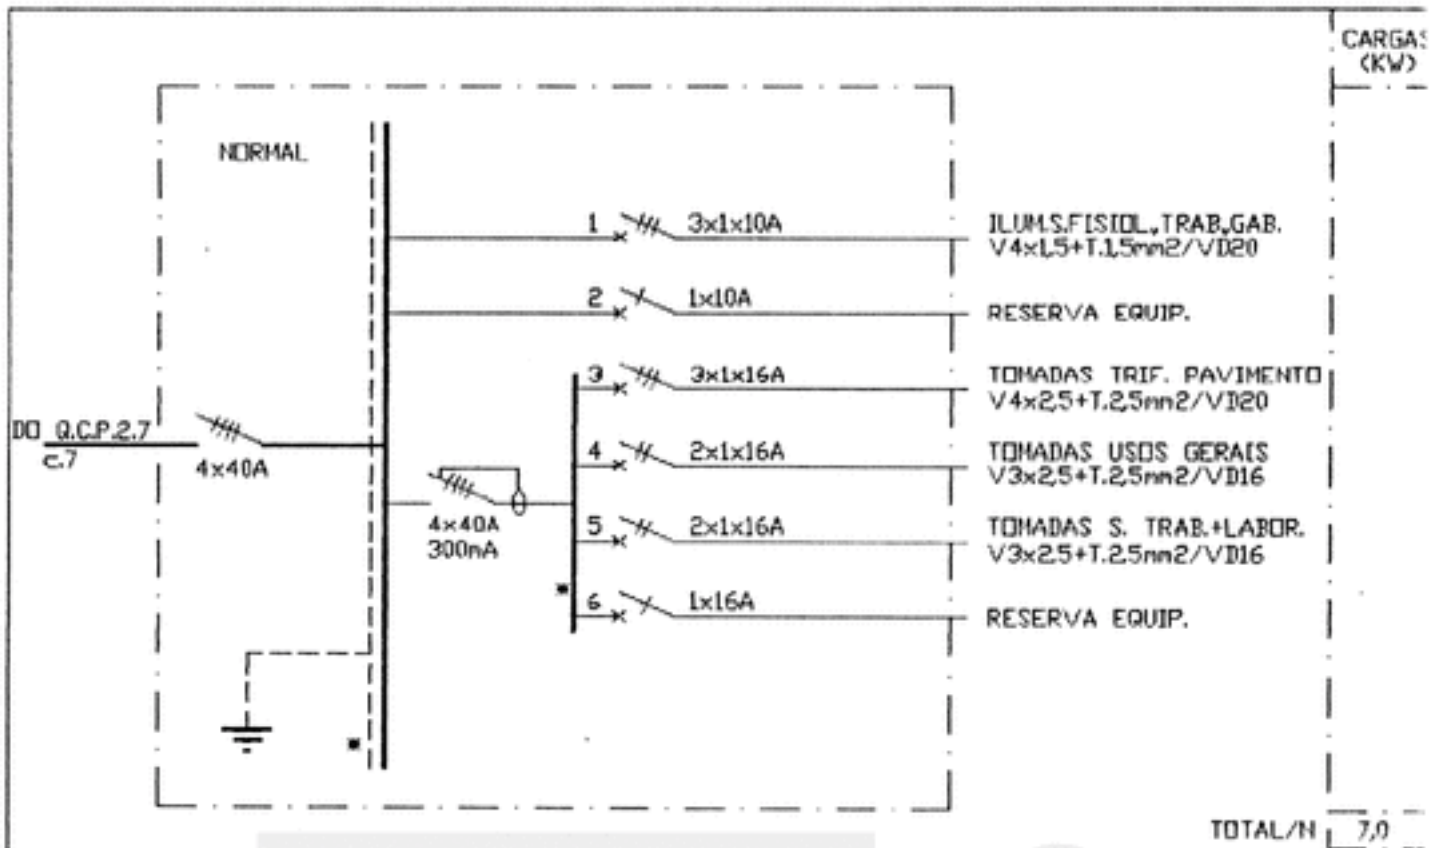 CARGAS
(KW)
NORMAL
1 3x1x10A
ILUM.S.FISIOL.,TRAB,GAB.
V4x1,5+T.1,5mm2/VD20
2 1x10A
RESERVA EQUIP.
3 3x1x16A
TOMADAS TRIF. PAVIMENTO
V4x2,5+T.2,5mm2/VD20
DO Q.C.P.2.7
c.7
4x40A
4 2x1x16A
TOMADAS USOS GERAIS
V3x2,5+T.2,5mm2/VD16
4x40A
300mA
5 2x1x16A
TOMADAS S. TRAB.+LABOR.
V3x2,5+T.2,5mm2/VD16
6 1x16A
RESERVA EQUIP.
TOTAL/N 7,0